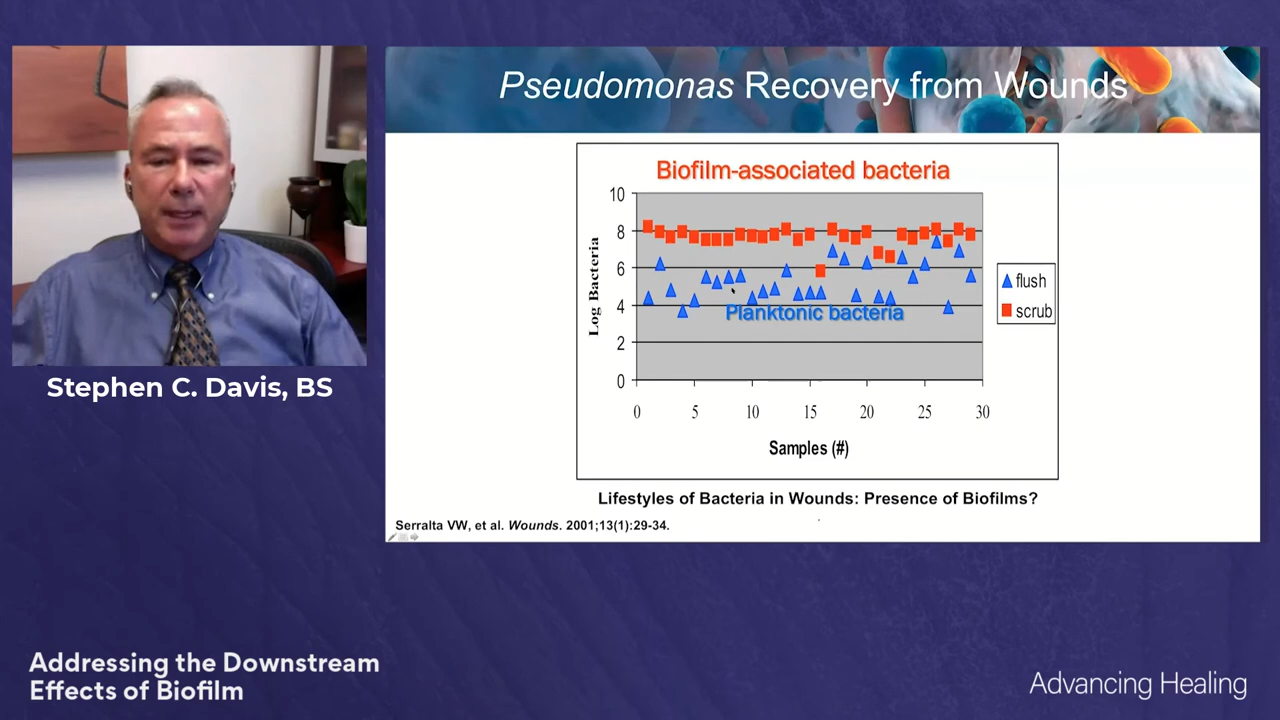 Pseudomonas Recovery from Wounds
Biofilm-associated bacteria
10
8
6
4
2
0
Log Bacteria
Planktonic bacteria
flush
scrub
0 5 10 15 20 25 30
Samples (#)
Lifestyles of Bacteria in Wounds: Presence of Biofilms?
Serralta VW, et al. Wounds. 2001;13(1):29-34.
Stephen C. Davis, BS
Addressing the Downstream
Effects of Biofilm
Advancing Healing